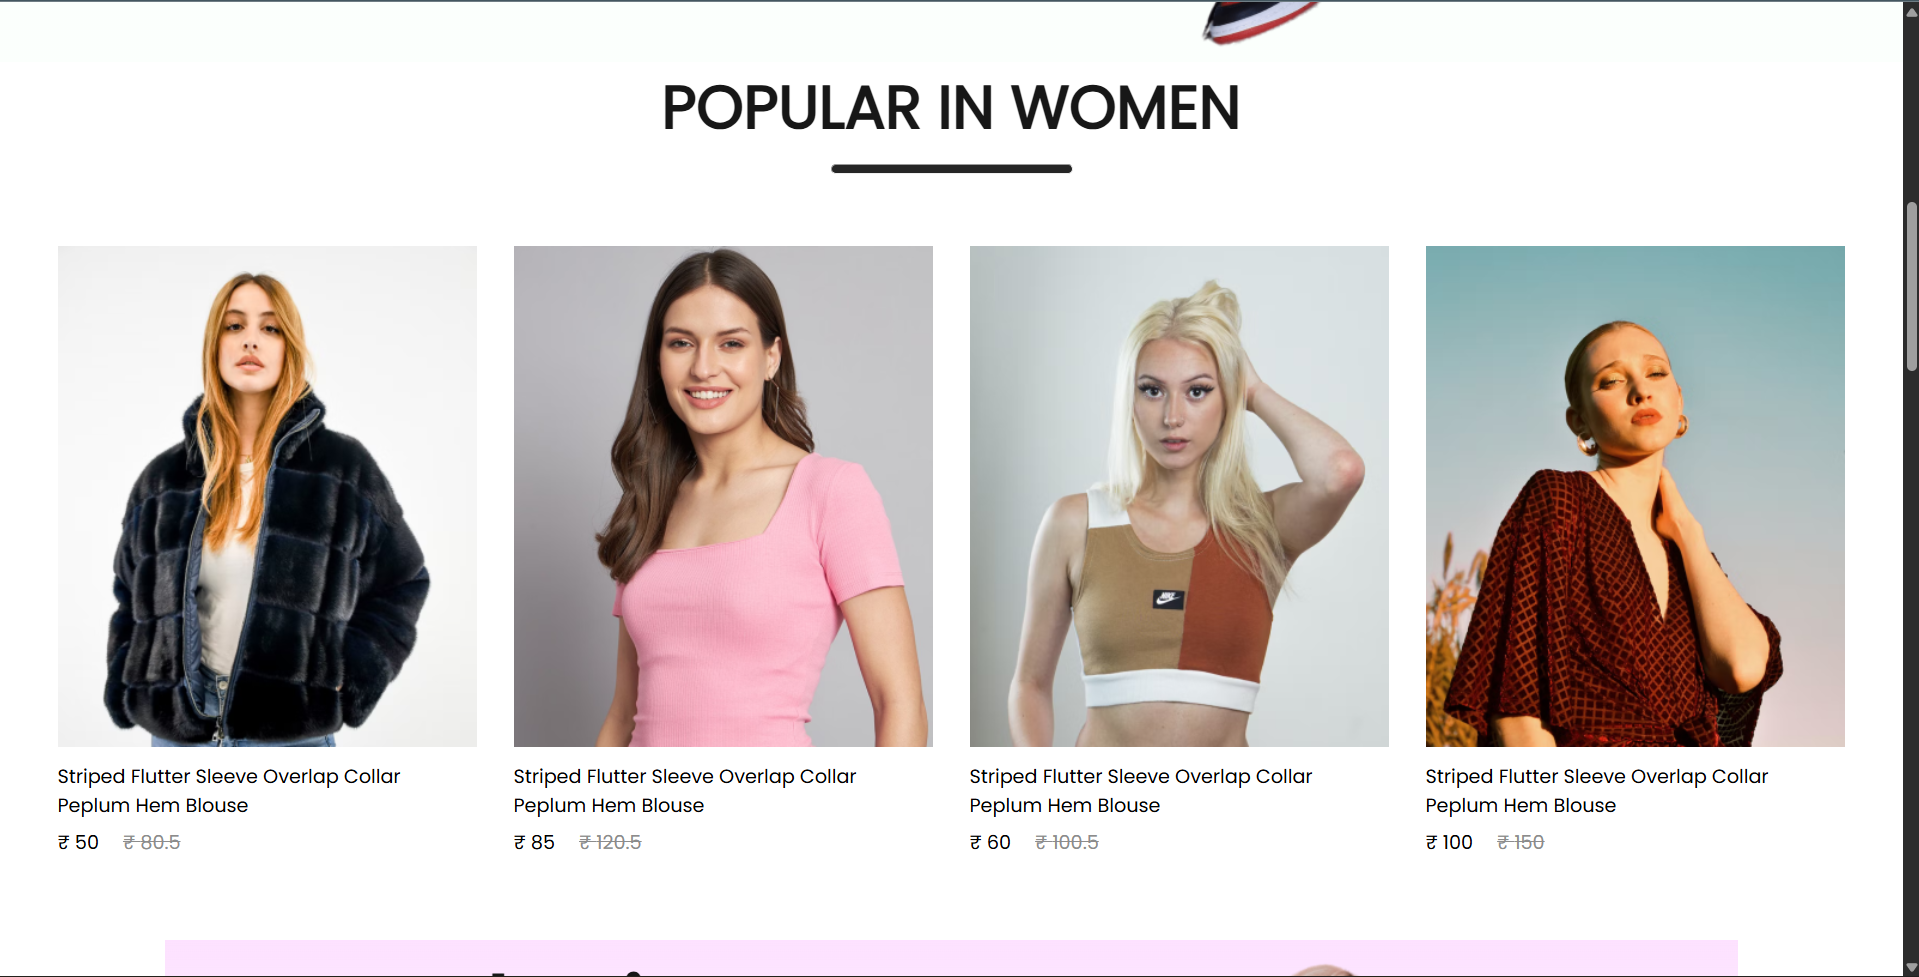 POPULAR IN WOMEN
NIKE
Striped Flutter Sleeve Overlap Collar
Peplum Hem Blouse
₹ 50 ₹ 80.5
Striped Flutter Sleeve Overlap Collar
Peplum Hem Blouse
₹ 85 ₹ 120.5
Striped Flutter Sleeve Overlap Collar
Peplum Hem Blouse
₹ 60 ₹ 100.5
Striped Flutter Sleeve Overlap Collar
Peplum Hem Blouse
₹ 100 ₹ 150